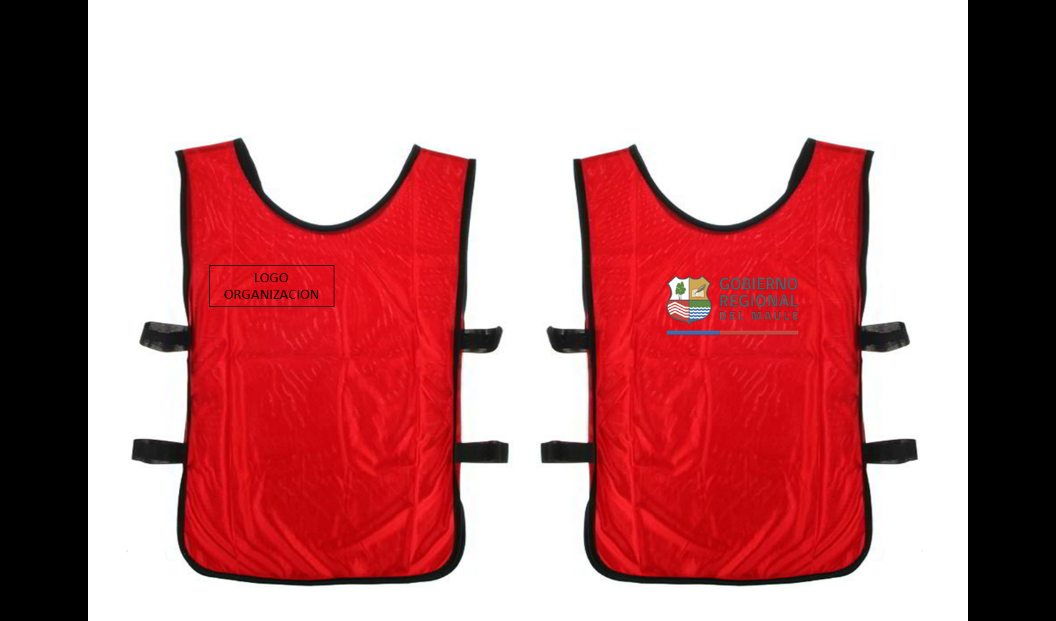 LOGO
ORGANIZACION
GOBIERNO
REGIONAL
DEL MAULE